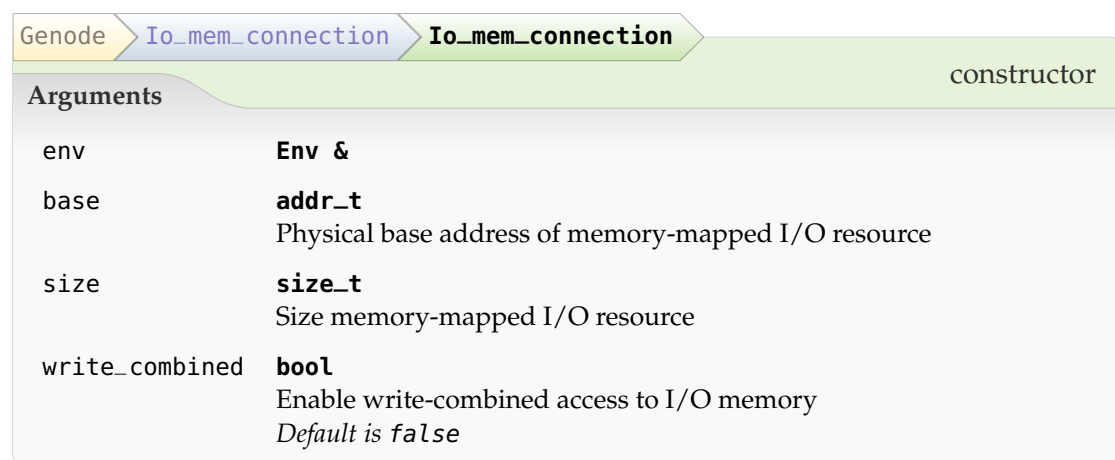 Genode Io_mem_connection Io_mem_connection
constructor
Arguments
env Env &
base addr_t
Physical base address of memory-mapped I/O resource
size size_t
Size memory-mapped I/O resource
write_combined bool
Enable write-combined access to I/O memory
Default is false